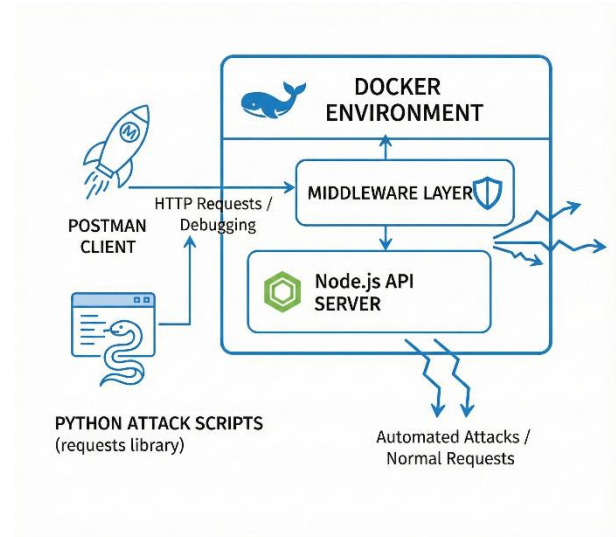 DOCKER
ENVIRONMENT
M
MIDDLEWARE LAYER
HTTP Requests /
Debugging
POSTMAN
CLIENT
Node.js API
SERVER
PYTHON ATTACK SCRIPTS
(requests library)
Automated Attacks /
Normal Requests